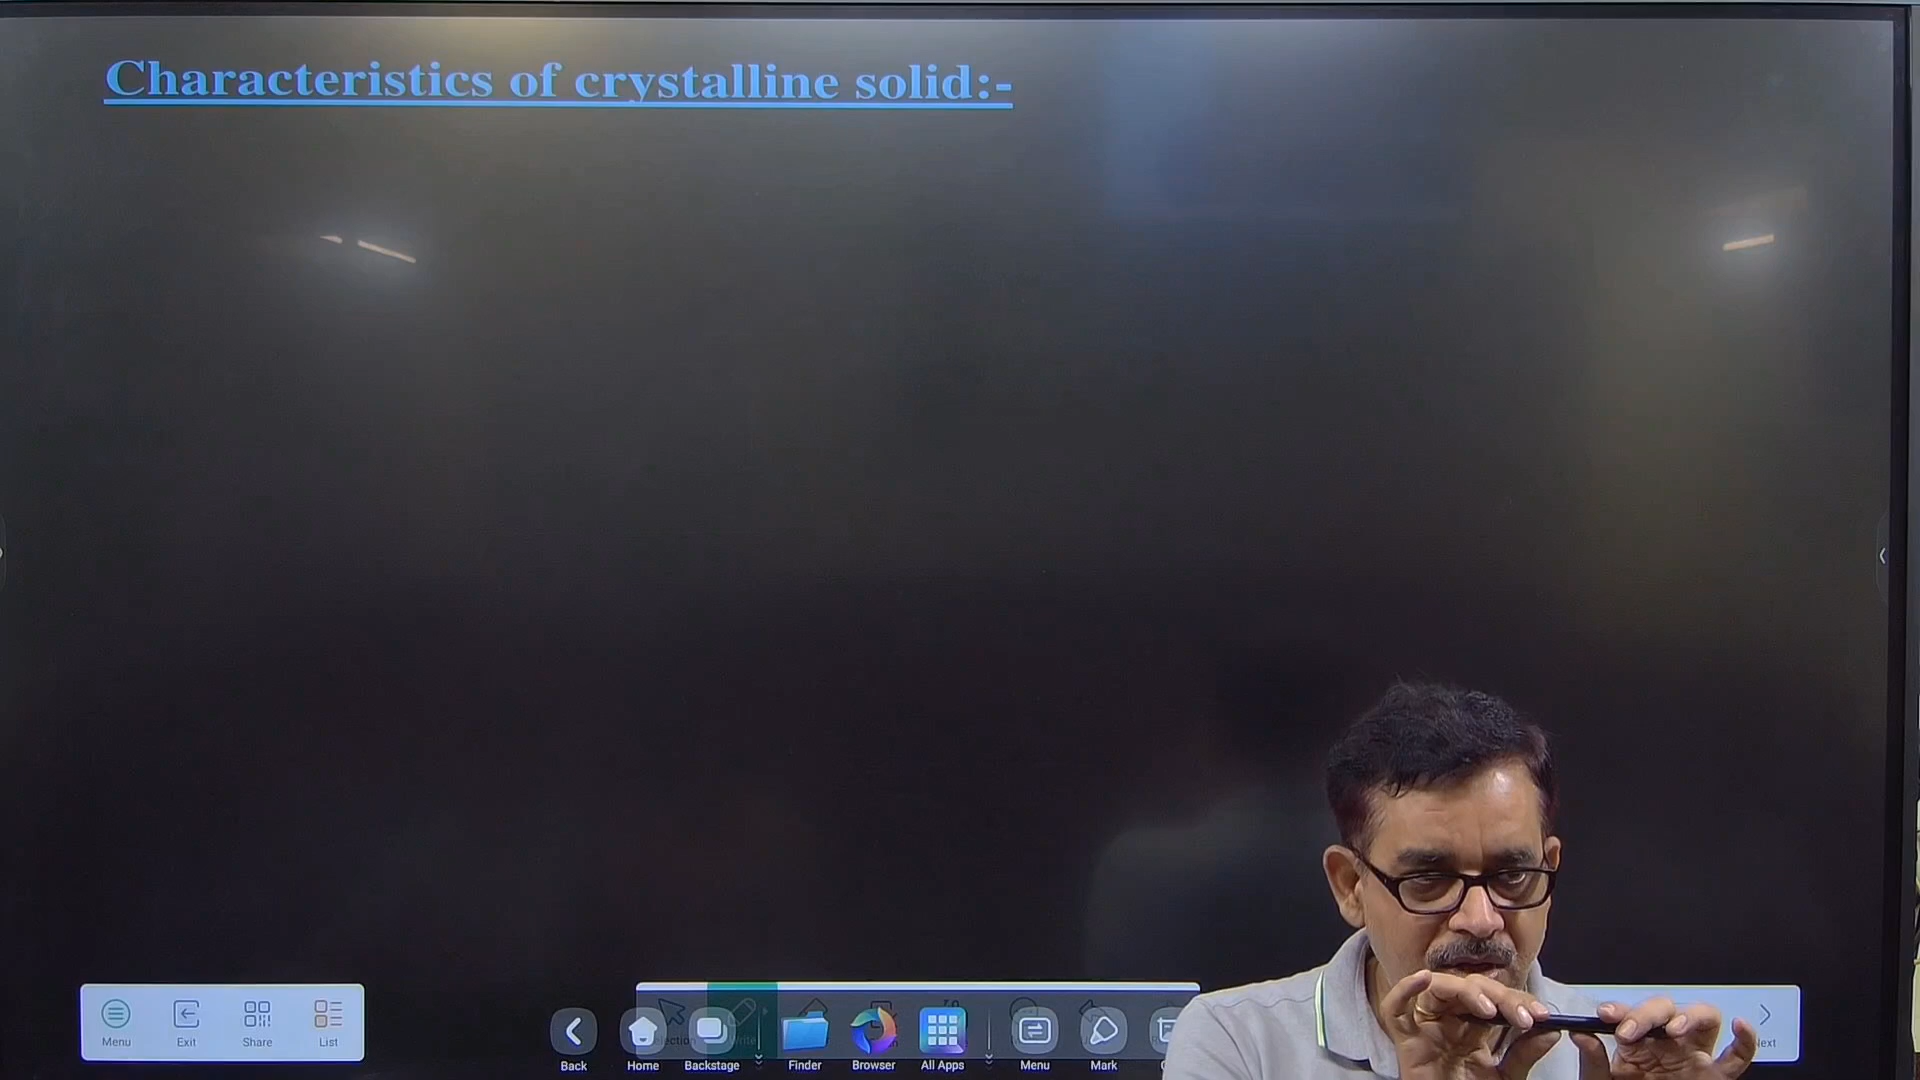 Characteristics of crystalline solid:-
Menu Exit Share List
Back Home Backstage Finder Browser All Apps Menu Mark